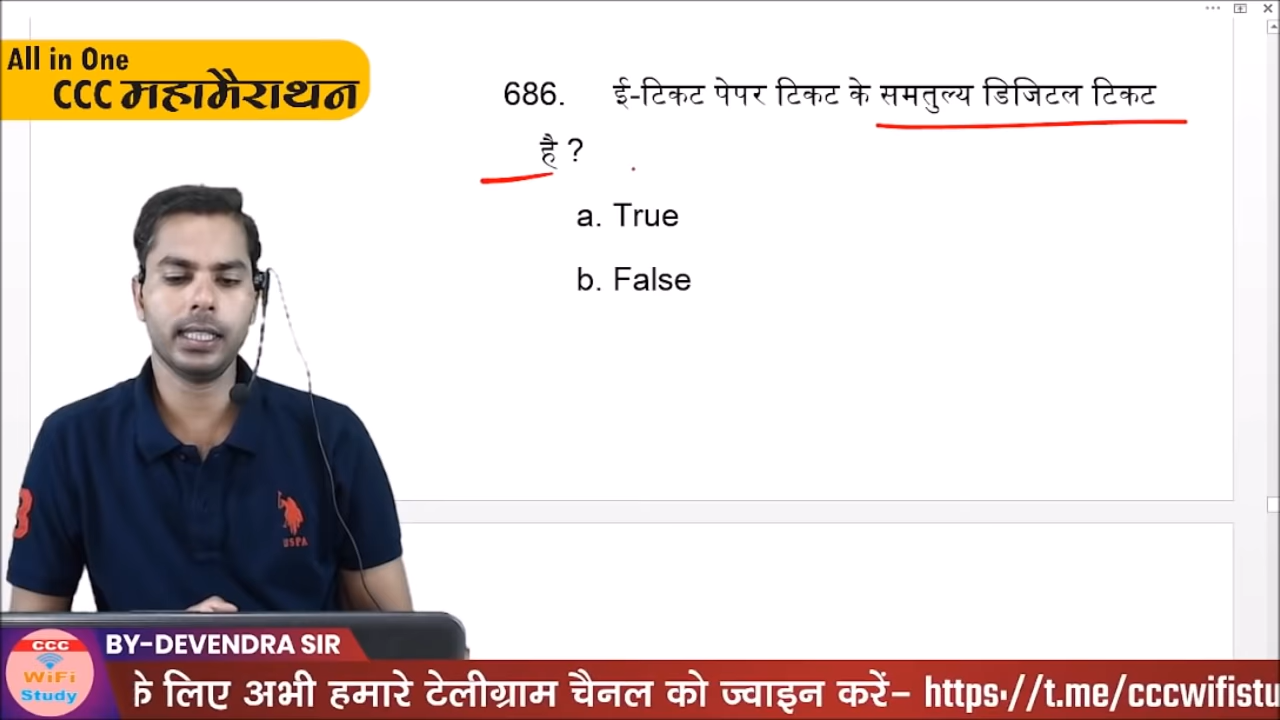 All in One
CCC महामैराथन
686. ई-टिकट पेपर टिकट के समतुल्य डिजिटल टिकट
है ?
a. True
b. False
3
USPA
CCC
WiFi
Study
BY-DEVENDRA SIR
के लिए अभी हमारे टेलीग्राम चैनल को ज्वाइन करें– https://t.me/cccwifistu